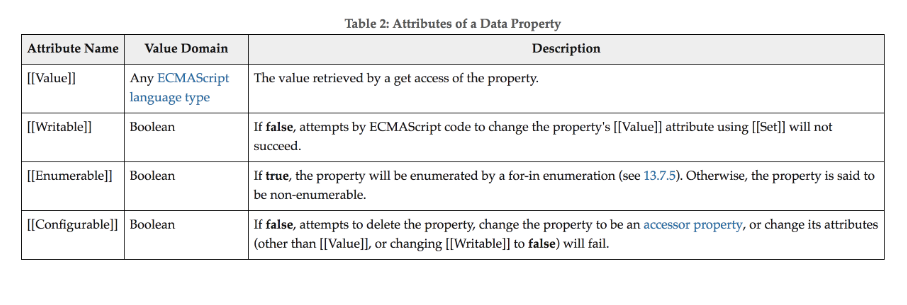 Table 2: Attributes of a Data Property
Attribute Name Value Domain Description
[[Value]] Any ECMAScript language type The value retrieved by a get access of the property.
[[Writable]] Boolean If false, attempts by ECMAScript code to change the property's [[Value]] attribute using [[Set]] will not
succeed.
[[Enumerable]] Boolean If true, the property will be enumerated by a for-in enumeration (see 13.7.5). Otherwise, the property is said to
be non-enumerable.
[[Configurable]] Boolean If false, attempts to delete the property, change the property to be an accessor property, or change its attributes
(other than [[Value]], or changing [[Writable]] to false) will fail.